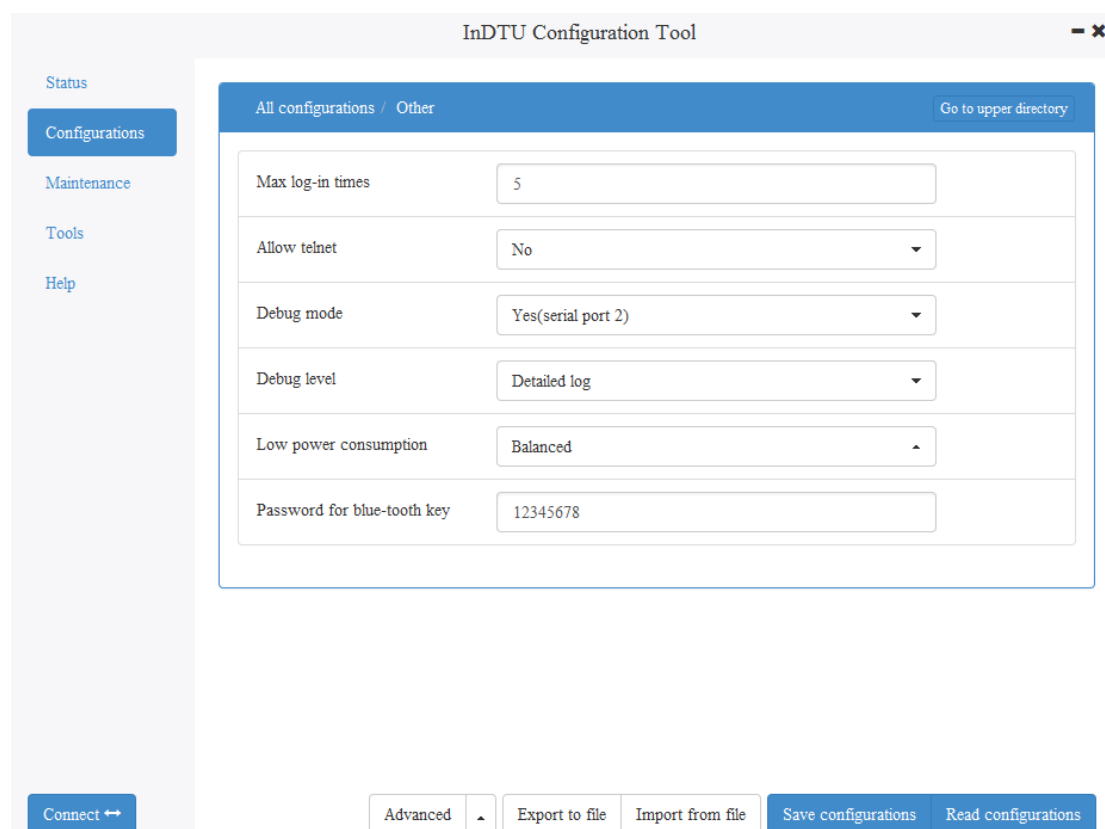 InDTU Configuration Tool
Status
Configurations
Maintenance
Tools
Help
All configurations / Other
Go to upper directory
Max log-in times
5
Allow telnet
No
Debug mode
Yes(serial port 2)
Debug level
Detailed log
Low power consumption
Balanced
Password for blue-tooth key
12345678
Connect
Advanced
Export to file
Import from file
Save configurations
Read configurations